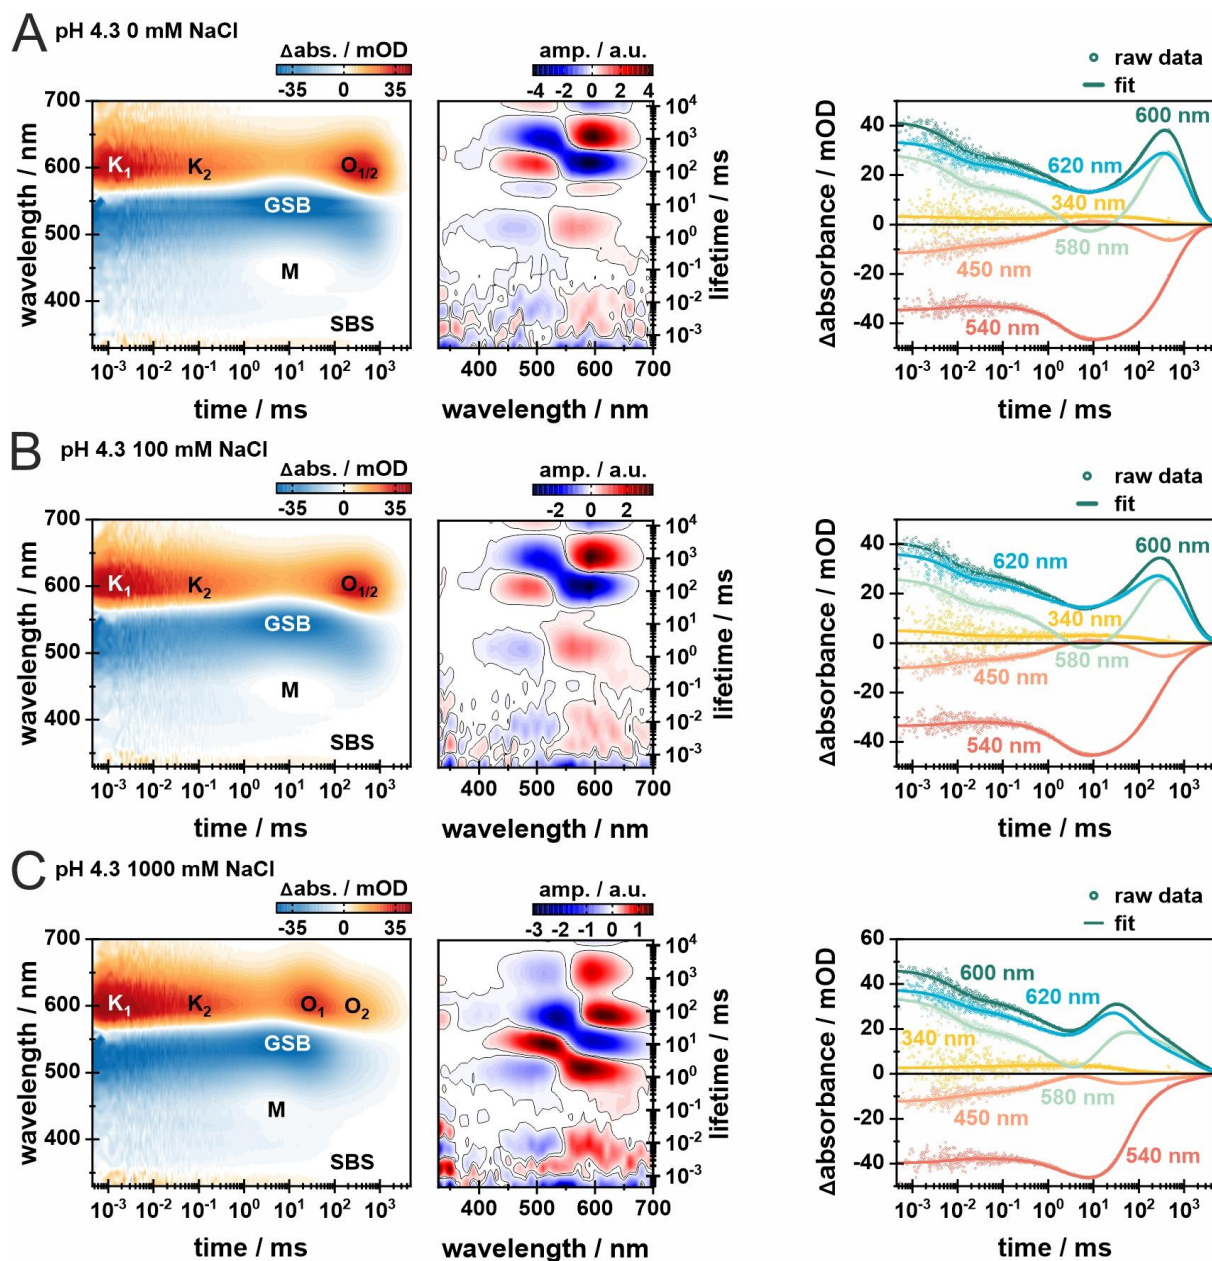 A pH 4.3 0 mM NaCl
Δabs. / mOD
-35 0 35
amp. / a.u.
-4 -2 0 2 4
raw data
fit
700
600
500
400
wavelength / nm
K₁ K₂ O₁/₂
GSB
M
SBS
10⁻³ 10⁻² 10⁻¹ 10⁰ 10¹ 10² 10³
time / ms
10⁴
10³
10²
10¹
10⁰
10⁻¹
10⁻²
10⁻³
lifetime / ms
400 500 600 700
wavelength / nm
40
20
0
-20
-40
Δabsorbance / mOD
600 nm
620 nm
340 nm
580 nm
450 nm
540 nm
10⁻³ 10⁻² 10⁻¹ 10⁰ 10¹ 10² 10³
time / ms
B pH 4.3 100 mM NaCl
Δabs. / mOD
-35 0 35
amp. / a.u.
-2 0 2
raw data
fit
700
600
500
400
wavelength / nm
K₁ K₂ O₁/₂
GSB
M
SBS
10⁻³ 10⁻² 10⁻¹ 10⁰ 10¹ 10² 10³
time / ms
10⁴
10³
10²
10¹
10⁰
10⁻¹
10⁻²
10⁻³
lifetime / ms
400 500 600 700
wavelength / nm
40
20
0
-20
-40
Δabsorbance / mOD
600 nm
620 nm
340 nm
580 nm
450 nm
540 nm
10⁻³ 10⁻² 10⁻¹ 10⁰ 10¹ 10² 10³
time / ms
C pH 4.3 1000 mM NaCl
Δabs. / mOD
-35 0 35
amp. / a.u.
-3 -2 -1 0 1
raw data
fit
700
600
500
400
wavelength / nm
K₁ K₂ O₁ O₂
GSB
M
SBS
10⁻³ 10⁻² 10⁻¹ 10⁰ 10¹ 10² 10³
time / ms
10⁴
10³
10²
10¹
10⁰
10⁻¹
10⁻²
10⁻³
lifetime / ms
400 500 600 700
wavelength / nm
60
40
20
0
-20
-40
Δabsorbance / mOD
600 nm
620 nm
340 nm
580 nm
450 nm
540 nm
10⁻³ 10⁻² 10⁻¹ 10⁰ 10¹ 10² 10³
time / ms